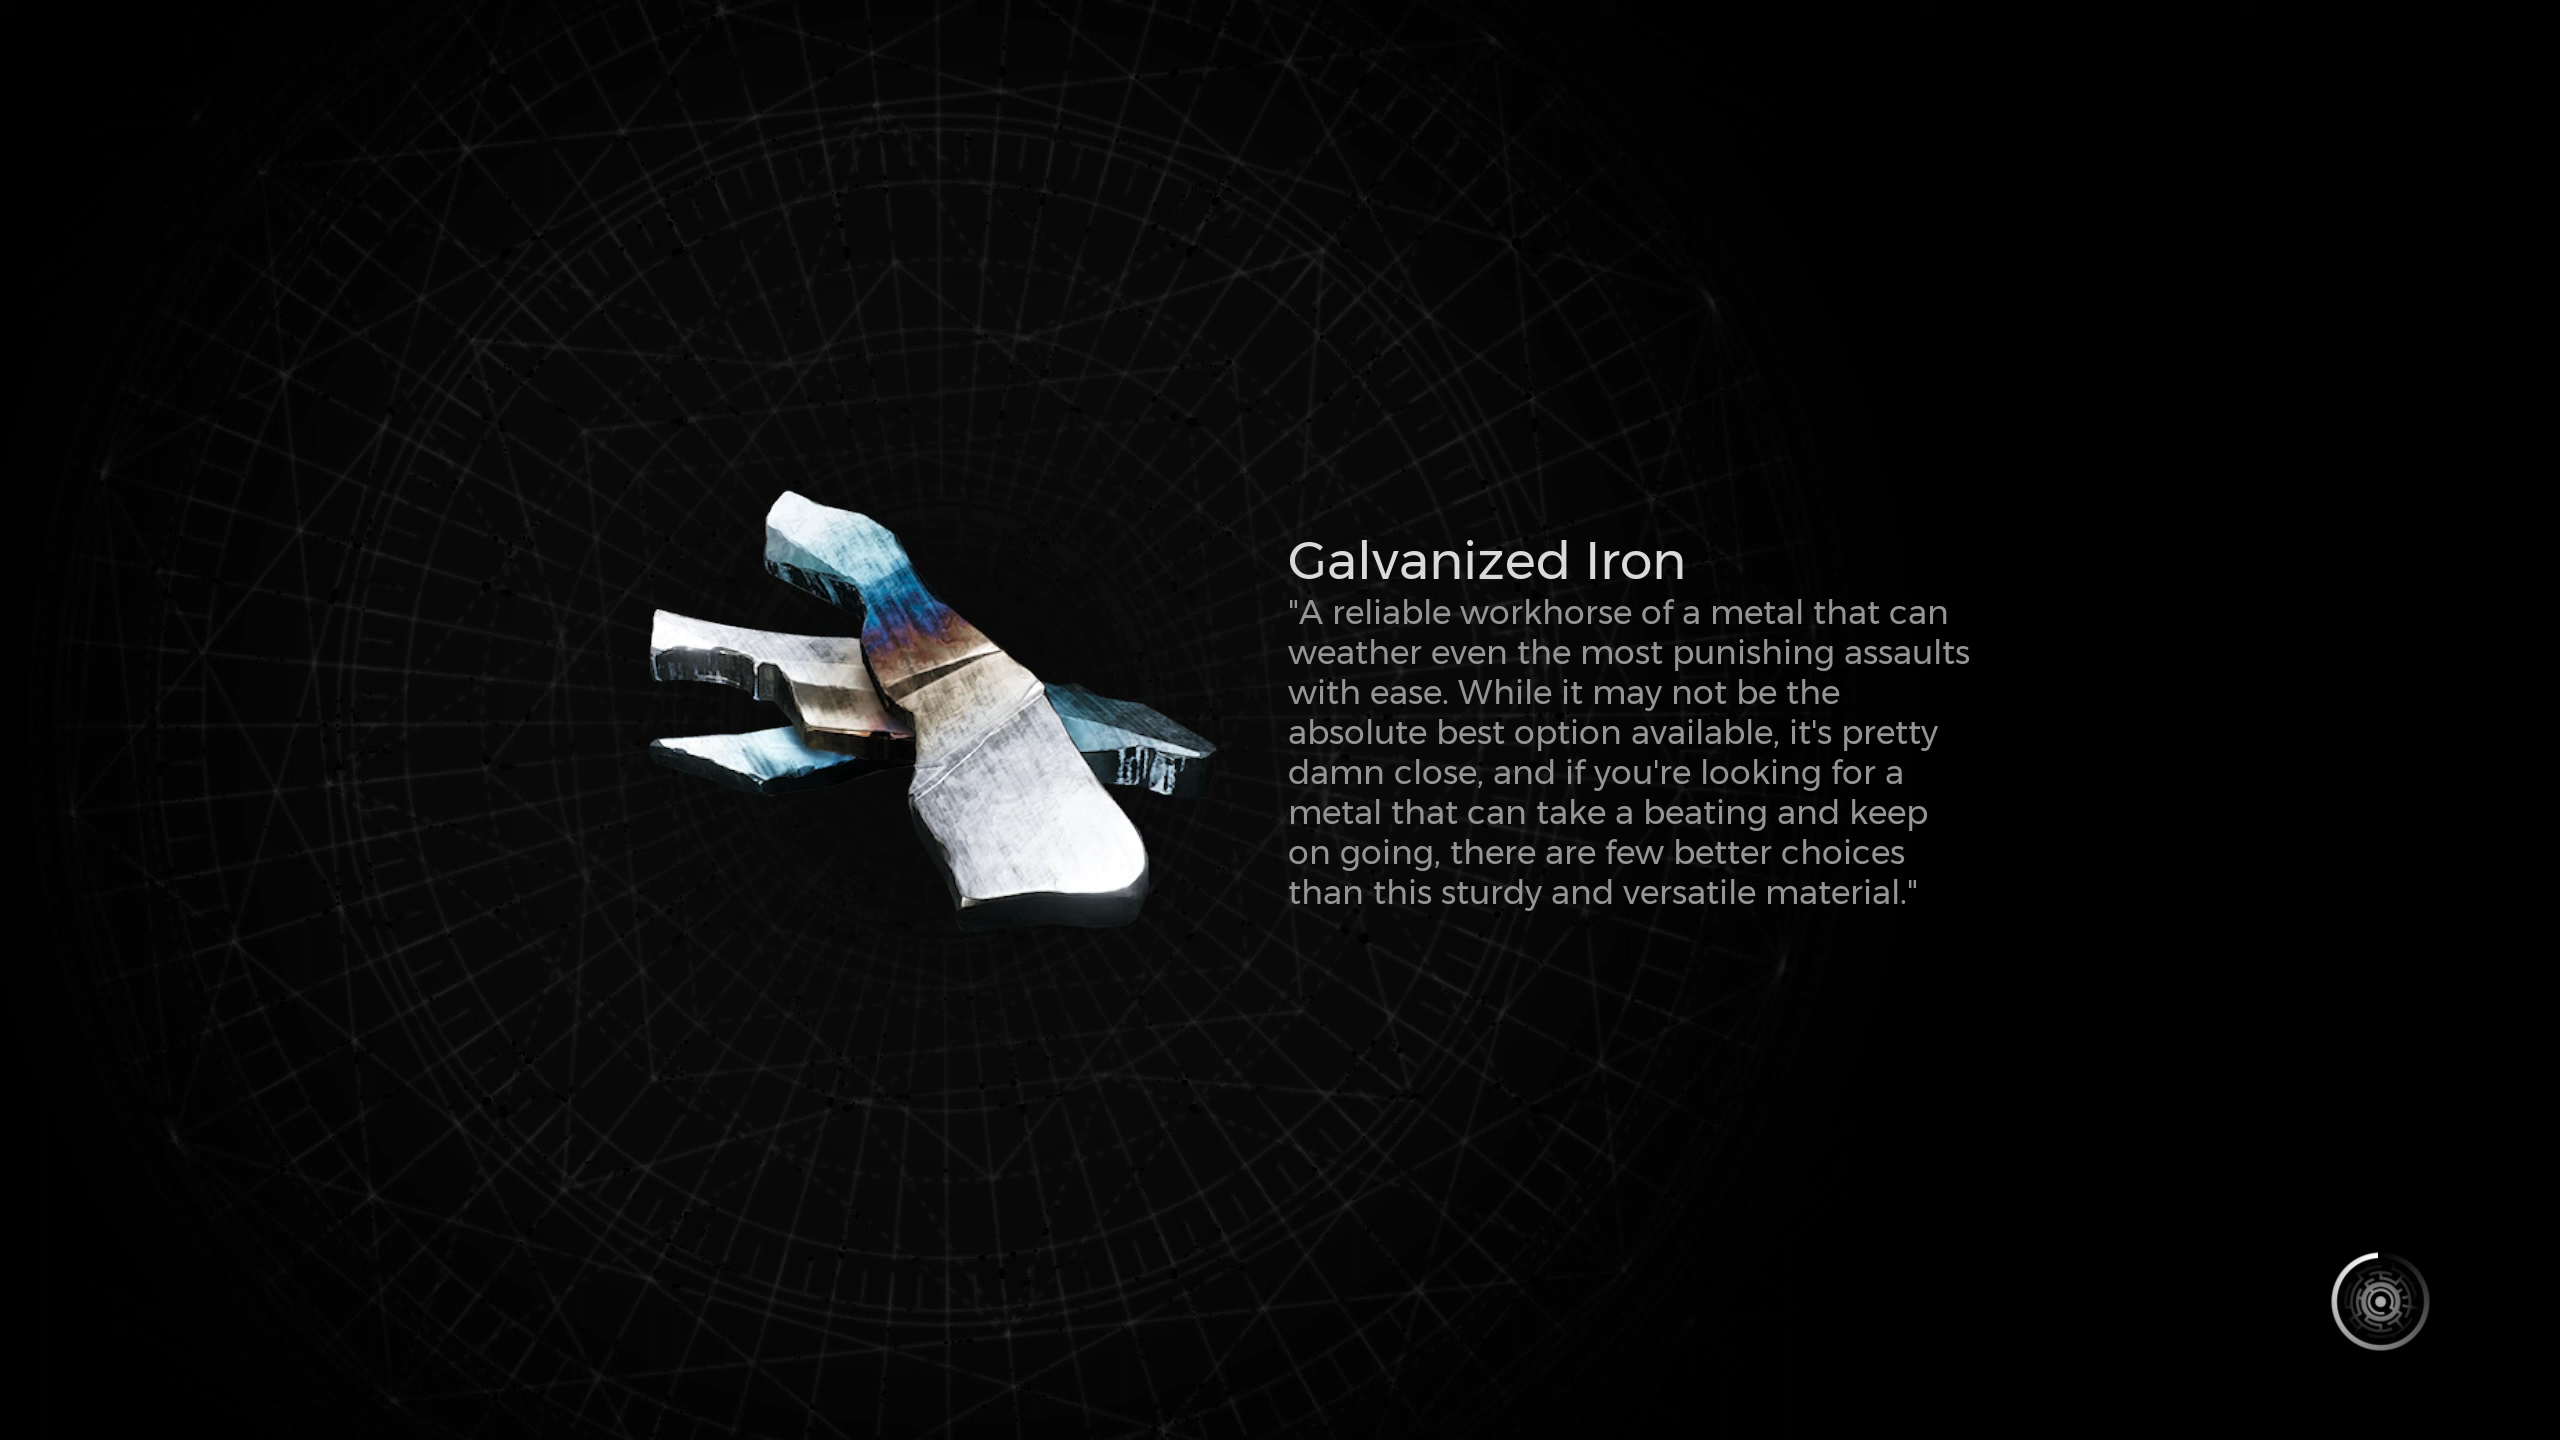 Galvanized Iron
"A reliable workhorse of a metal that can
weather even the most punishing assaults
with ease. While it may not be the
absolute best option available, it's pretty
damn close, and if you're looking for a
metal that can take a beating and keep
on going, there are few better choices
than this sturdy and versatile material."